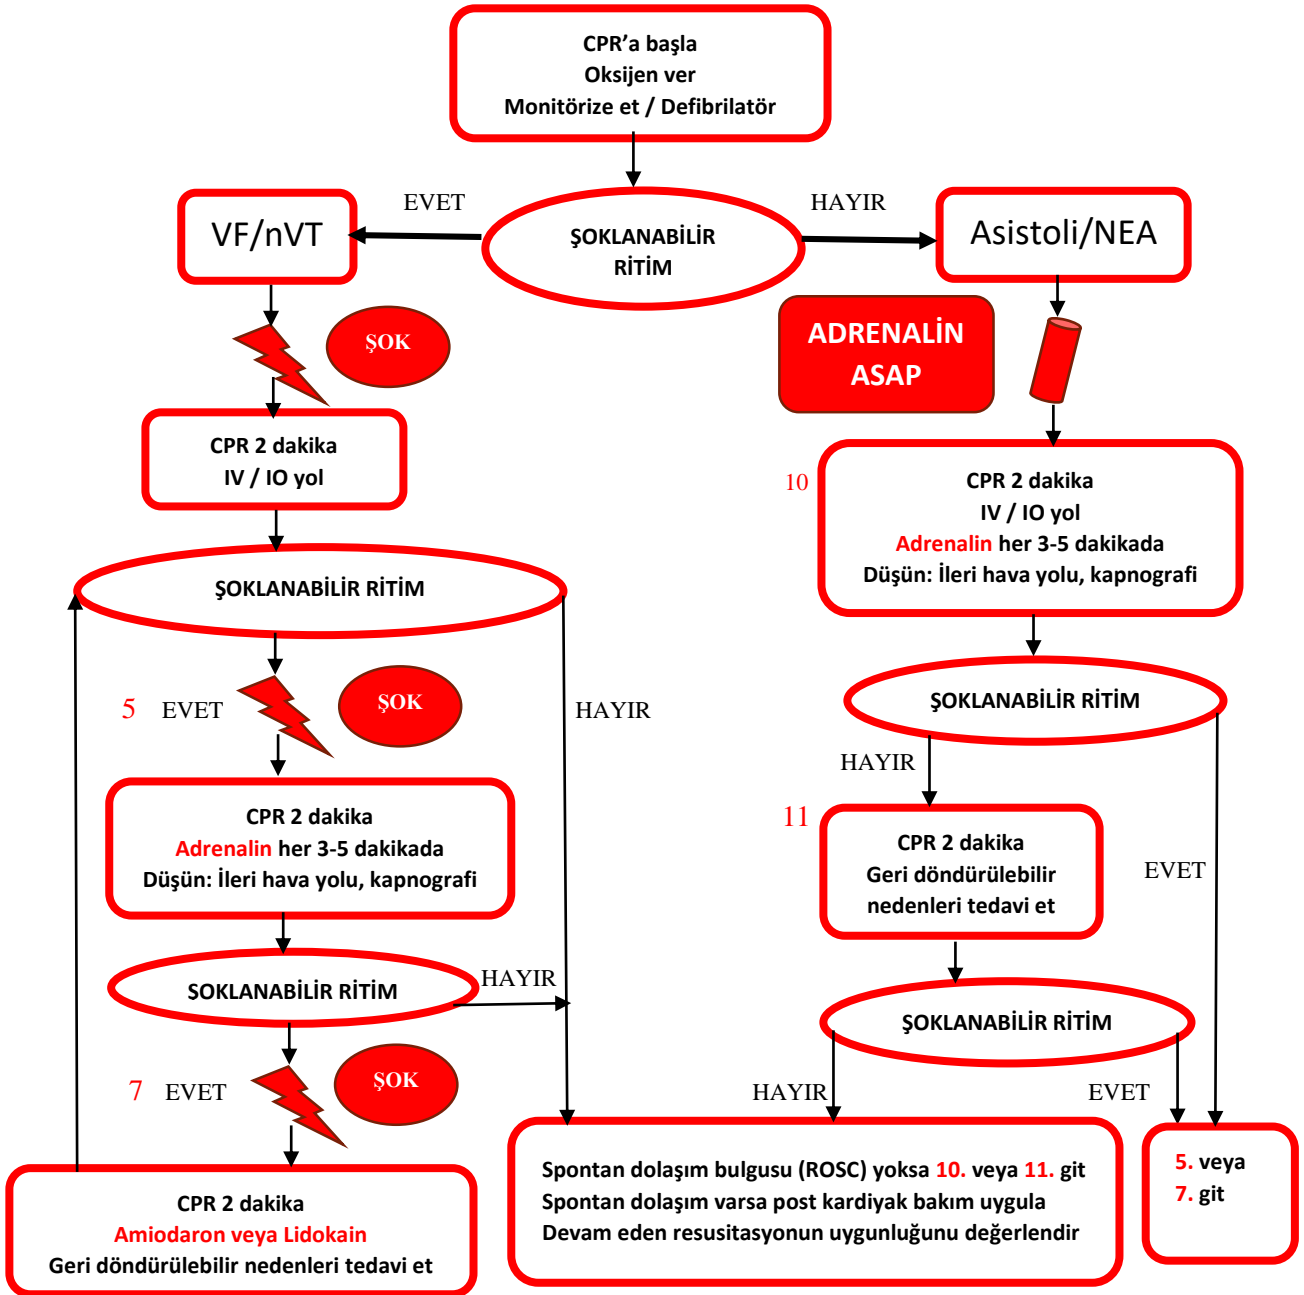 CPR’a başla
Oksijen ver
Monitörize et / Defibrilatör
EVET
HAYIR
VF/nVT
ŞOKLANABİLİR
RİTİM
Asistoli/NEA
ŞOK
ADRENALİN
ASAP
CPR 2 dakika
IV / IO yol
10
CPR 2 dakika
IV / IO yol
Adrenalin her 3-5 dakikada
Düşün: İleri hava yolu, kapnografi
ŞOKLANABİLİR RİTİM
ŞOKLANABİLİR RİTİM
5 EVET
ŞOK
HAYIR
HAYIR
CPR 2 dakika
Adrenalin her 3-5 dakikada
Düşün: İleri hava yolu, kapnografi
11
CPR 2 dakika
Geri döndürülebilir
nedenleri tedavi et
EVET
ŞOKLANABİLİR RİTİM
HAYIR
ŞOKLANABİLİR RİTİM
7 EVET
ŞOK
HAYIR
EVET
CPR 2 dakika
Amiodaron veya Lidokain
Geri döndürülebilir nedenleri tedavi et
Spontan dolaşım bulgusu (ROSC) yoksa 10. veya 11. git
Spontan dolaşım varsa post kardiyak bakım uygula
Devam eden resusitasyonun uygunluğunu değerlendir
5. veya
7. git